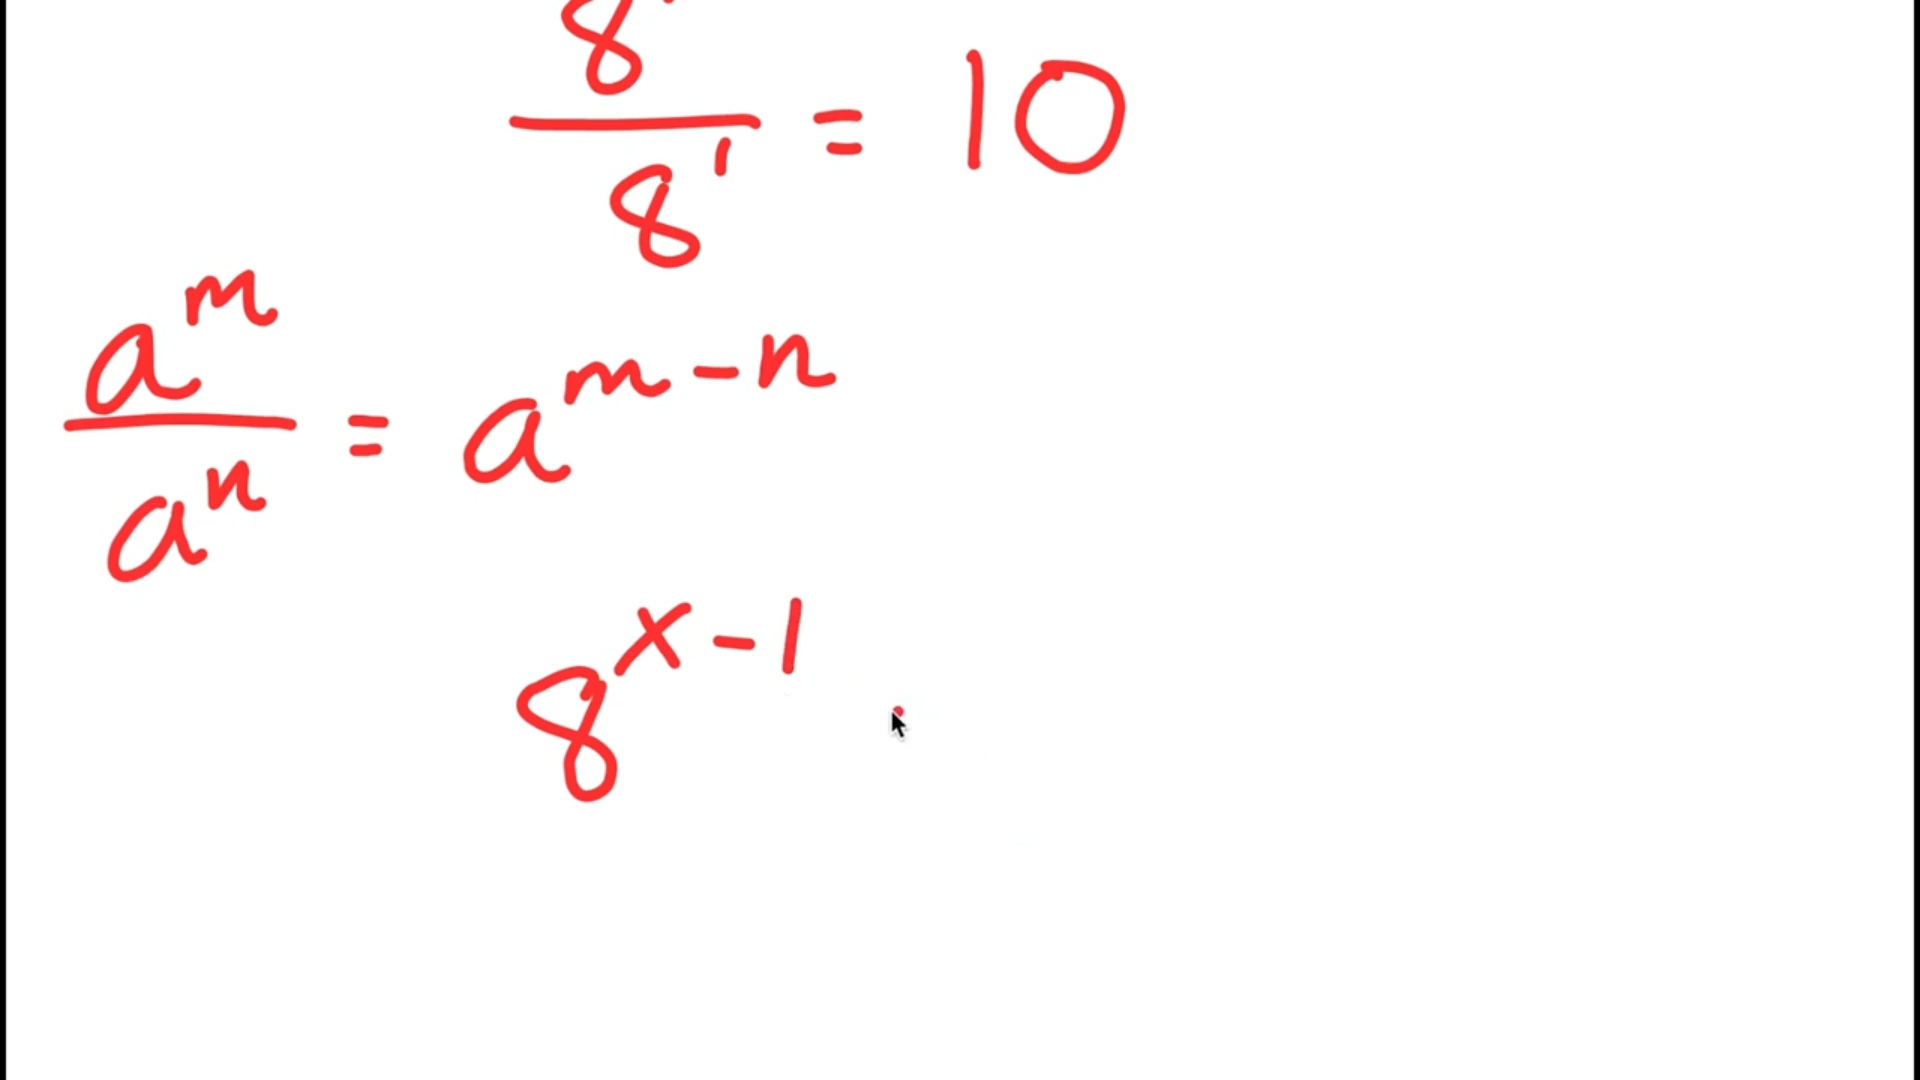 8
— = 10
8¹
aᵐ
— = aᵐ⁻ⁿ
aⁿ
8ˣ⁻¹